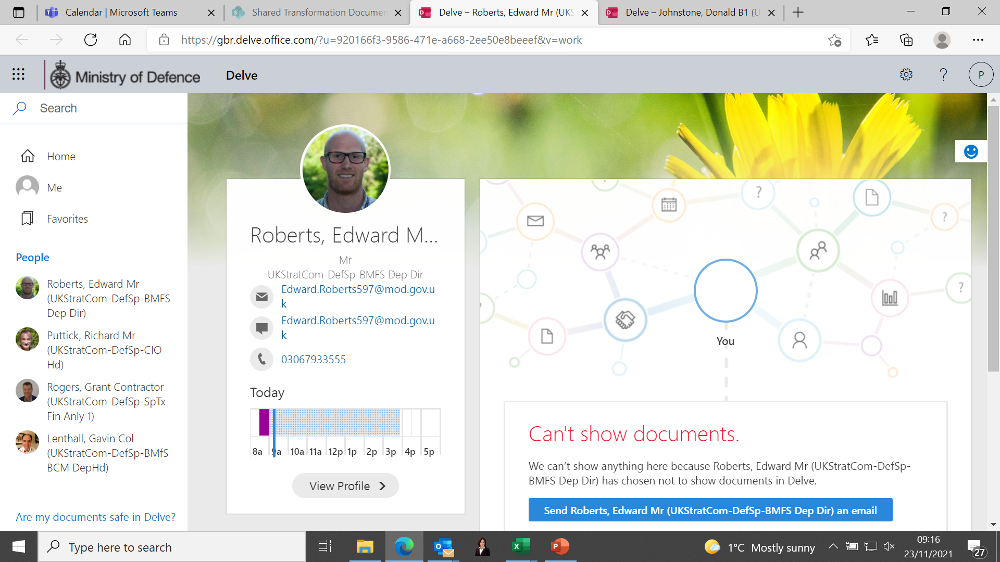 Calendar | Microsoft Teams
Shared Transformation Documen
Delve – Roberts, Edward Mr (UKS
Delve – Johnstone, Donald B1 (U
https://gbr.delve.office.com/?u=920166f3-9586-471e-a668-2ee50e8beeef&v=work
Ministry of Defence
Delve
?
P
Search
Home
Me
Favorites
People
Roberts, Edward Mr
(UKStratCom-DefSp-BMFS
Dep Dir)
Puttick, Richard Mr
(UKStratCom-DefSp-CIO
Hd)
Rogers, Grant Contractor
(UKStratCom-DefSp-SpTx
Fin Anly 1)
Lenthall, Gavin Col
(UKStratCom-DefSp-BMfS
BCM DepHd)
Are my documents safe in Delve?
Roberts, Edward M...
Mr
UKStratCom-DefSp-BMFS Dep Dir
Edward.Roberts597@mod.gov.u
k
Edward.Roberts597@mod.gov.u
k
03067933555
Today
8a 9a 10a 11a 12p 1p 2p 3p 4p 5p
View Profile
You
Can't show documents.
We can’t show anything here because Roberts, Edward Mr (UKStratCom-DefSp-
BMFS Dep Dir) has chosen not to show documents in Delve.
Send Roberts, Edward Mr (UKStratCom-DefSp-BMFS Dep Dir) an email
Type here to search
1°C Mostly sunny
09:16
23/11/2021
27